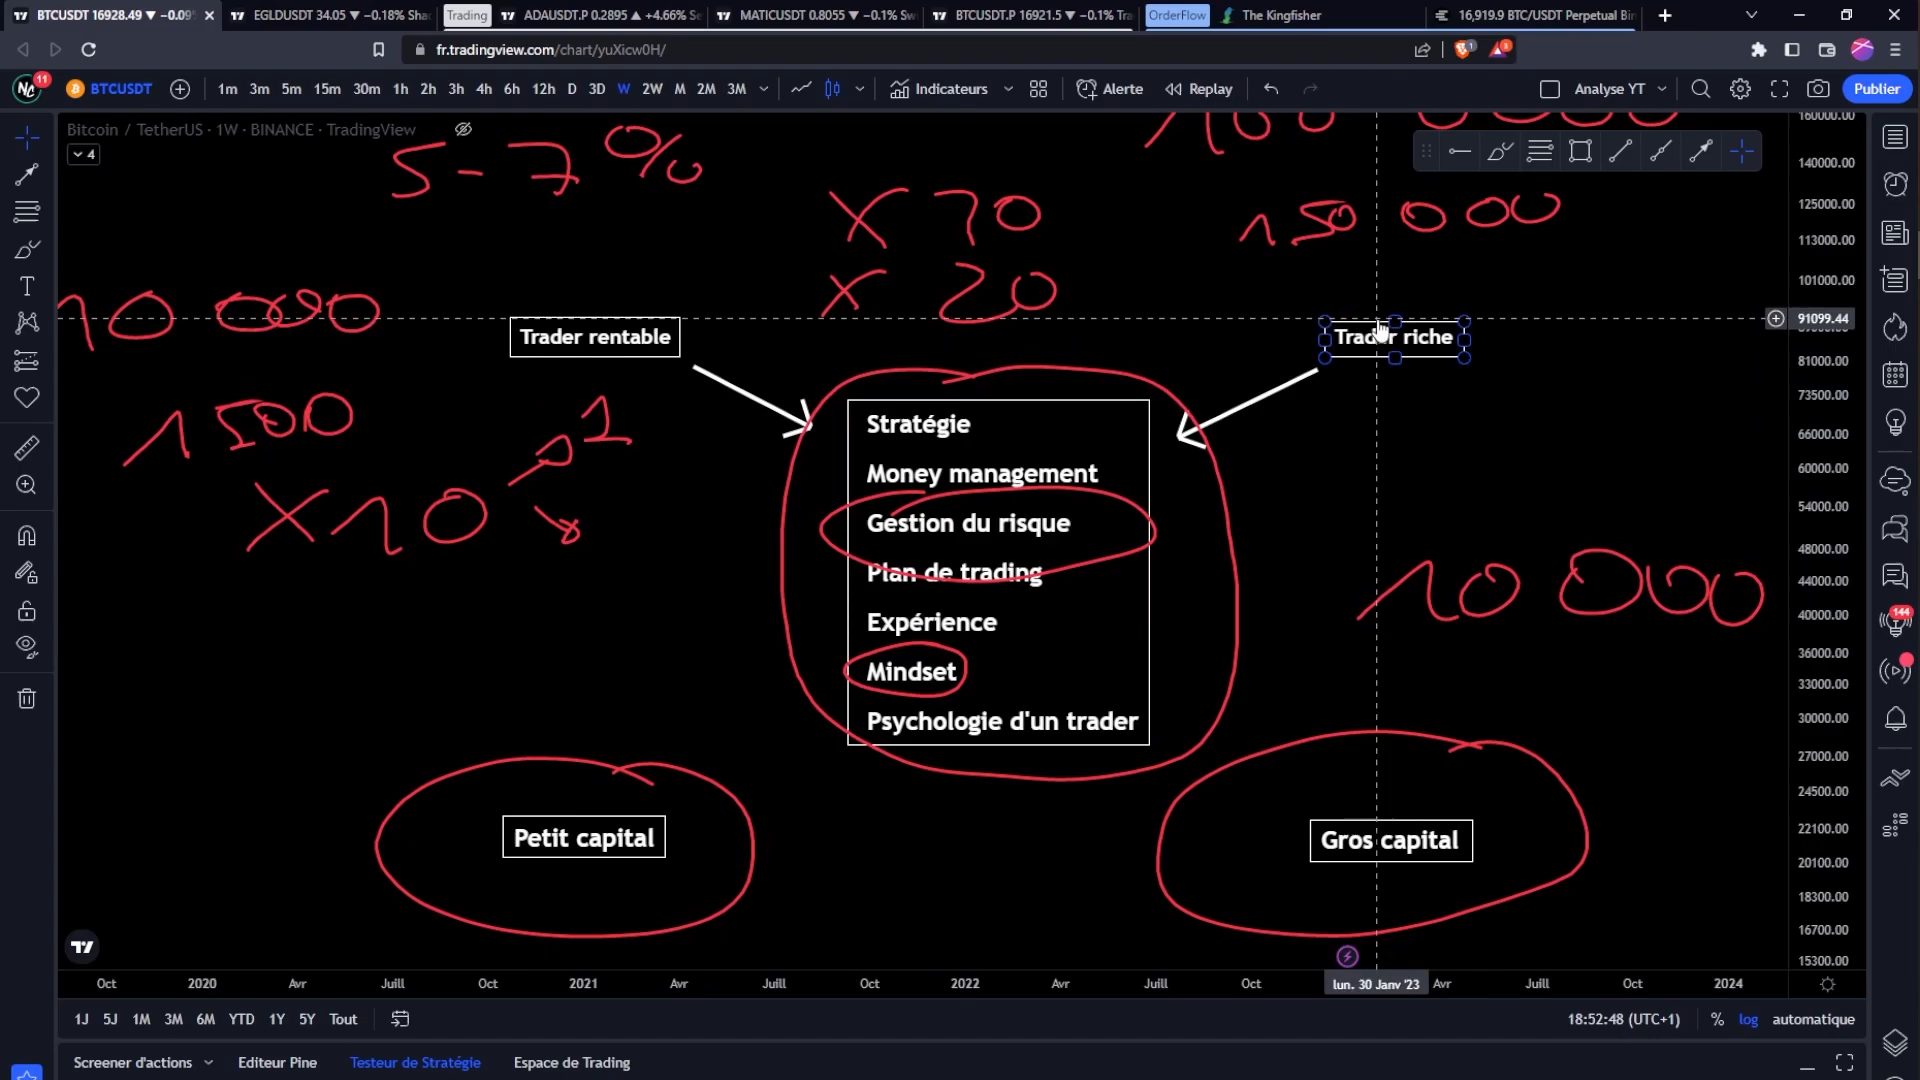 BTCUSDT 16928.49 ▼ −0.09
EGLDUSDT 34.05 ▼ −0.18% Sha
Trading
ADAUSDT.P 0.2895 ▲ +4.66% Se
MATICUSDT 0.8055 ▼ −0.1% Sw
BTCUSDT.P 16921.5 ▼ −0.1% Tra
OrderFlow
The Kingfisher
16,919.9 BTC/USDT Perpetual Bin
fr.tradingview.com/chart/yuXicw0H/
11
BTCUSDT
1m 3m 5m 15m 30m 1h 2h 3h 4h 6h 12h D 3D W 2W M 2M 3M
Indicateurs
Alerte
Replay
Analyse YT
Publier
Bitcoin / TetherUS · 1W · BINANCE · TradingView
4
5 - 7 %
x 70
x 20
150 000
10 000
1500
x10
10 000
Trader rentable
Trader riche
Stratégie
Money management
Gestion du risque
Plan de trading
Expérience
Mindset
Psychologie d'un trader
Petit capital
Gros capital
160000.00
140000.00
125000.00
113000.00
101000.00
91099.44
81000.00
73500.00
66000.00
60000.00
54000.00
48000.00
44000.00
40000.00
36000.00
33000.00
30000.00
27000.00
24500.00
22100.00
20100.00
18300.00
16700.00
15300.00
144
Oct 2020 Avr Juill Oct 2021 Avr Juill Oct 2022 Avr Juill Oct lun. 30 Janv '23 Avr Juill Oct 2024
1J 5J 1M 3M 6M YTD 1Y 5Y Tout
18:52:48 (UTC+1) % log automatique
Screener d'actions
Editeur Pine
Testeur de Stratégie
Espace de Trading